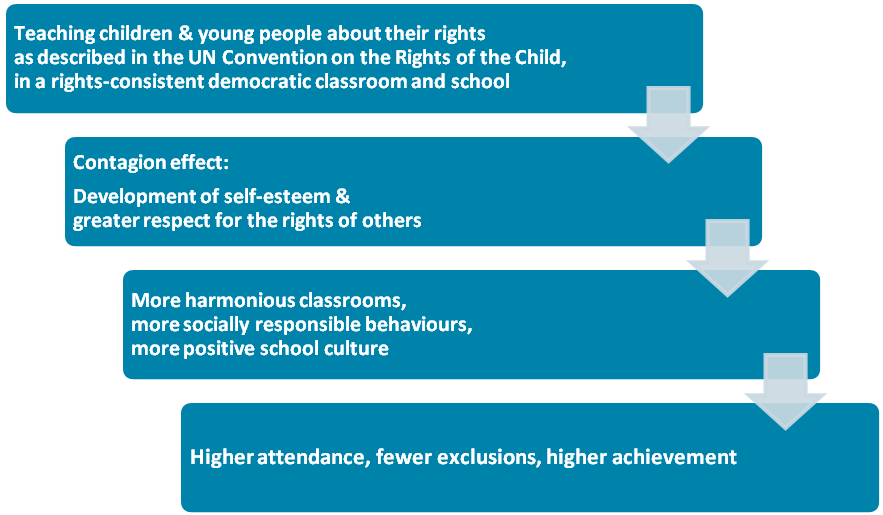 Teaching children & young people about their rights
as described in the UN Convention on the Rights of the Child,
in a rights-consistent democratic classroom and school
Contagion effect:
Development of self-esteem &
greater respect for the rights of others
More harmonious classrooms,
more socially responsible behaviours,
more positive school culture
Higher attendance, fewer exclusions, higher achievement